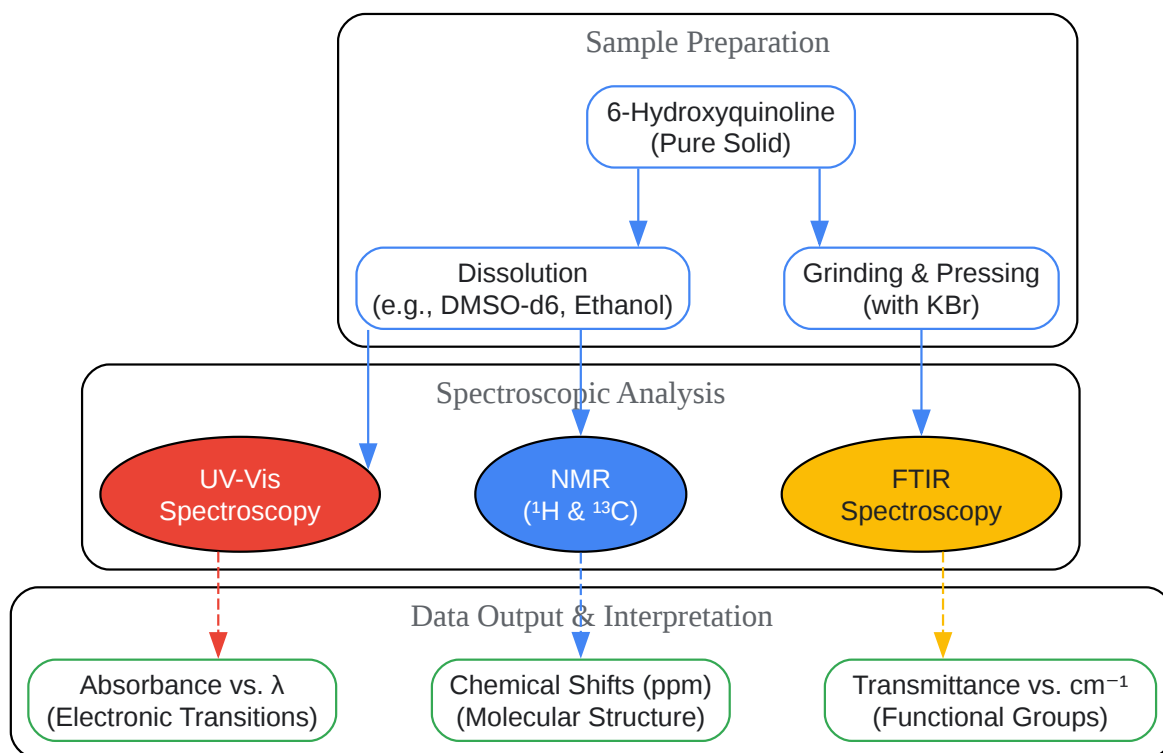 Sample Preparation
6-Hydroxyquinoline
(Pure Solid)
Dissolution
(e.g., DMSO-d6, Ethanol)
Grinding & Pressing
(with KBr)
Spectroscopic Analysis
UV-Vis
Spectroscopy
NMR
(¹H & ¹³C)
FTIR
Spectroscopy
Data Output & Interpretation
Absorbance vs. λ
(Electronic Transitions)
Chemical Shifts (ppm)
(Molecular Structure)
Transmittance vs. cm⁻¹
(Functional Groups)